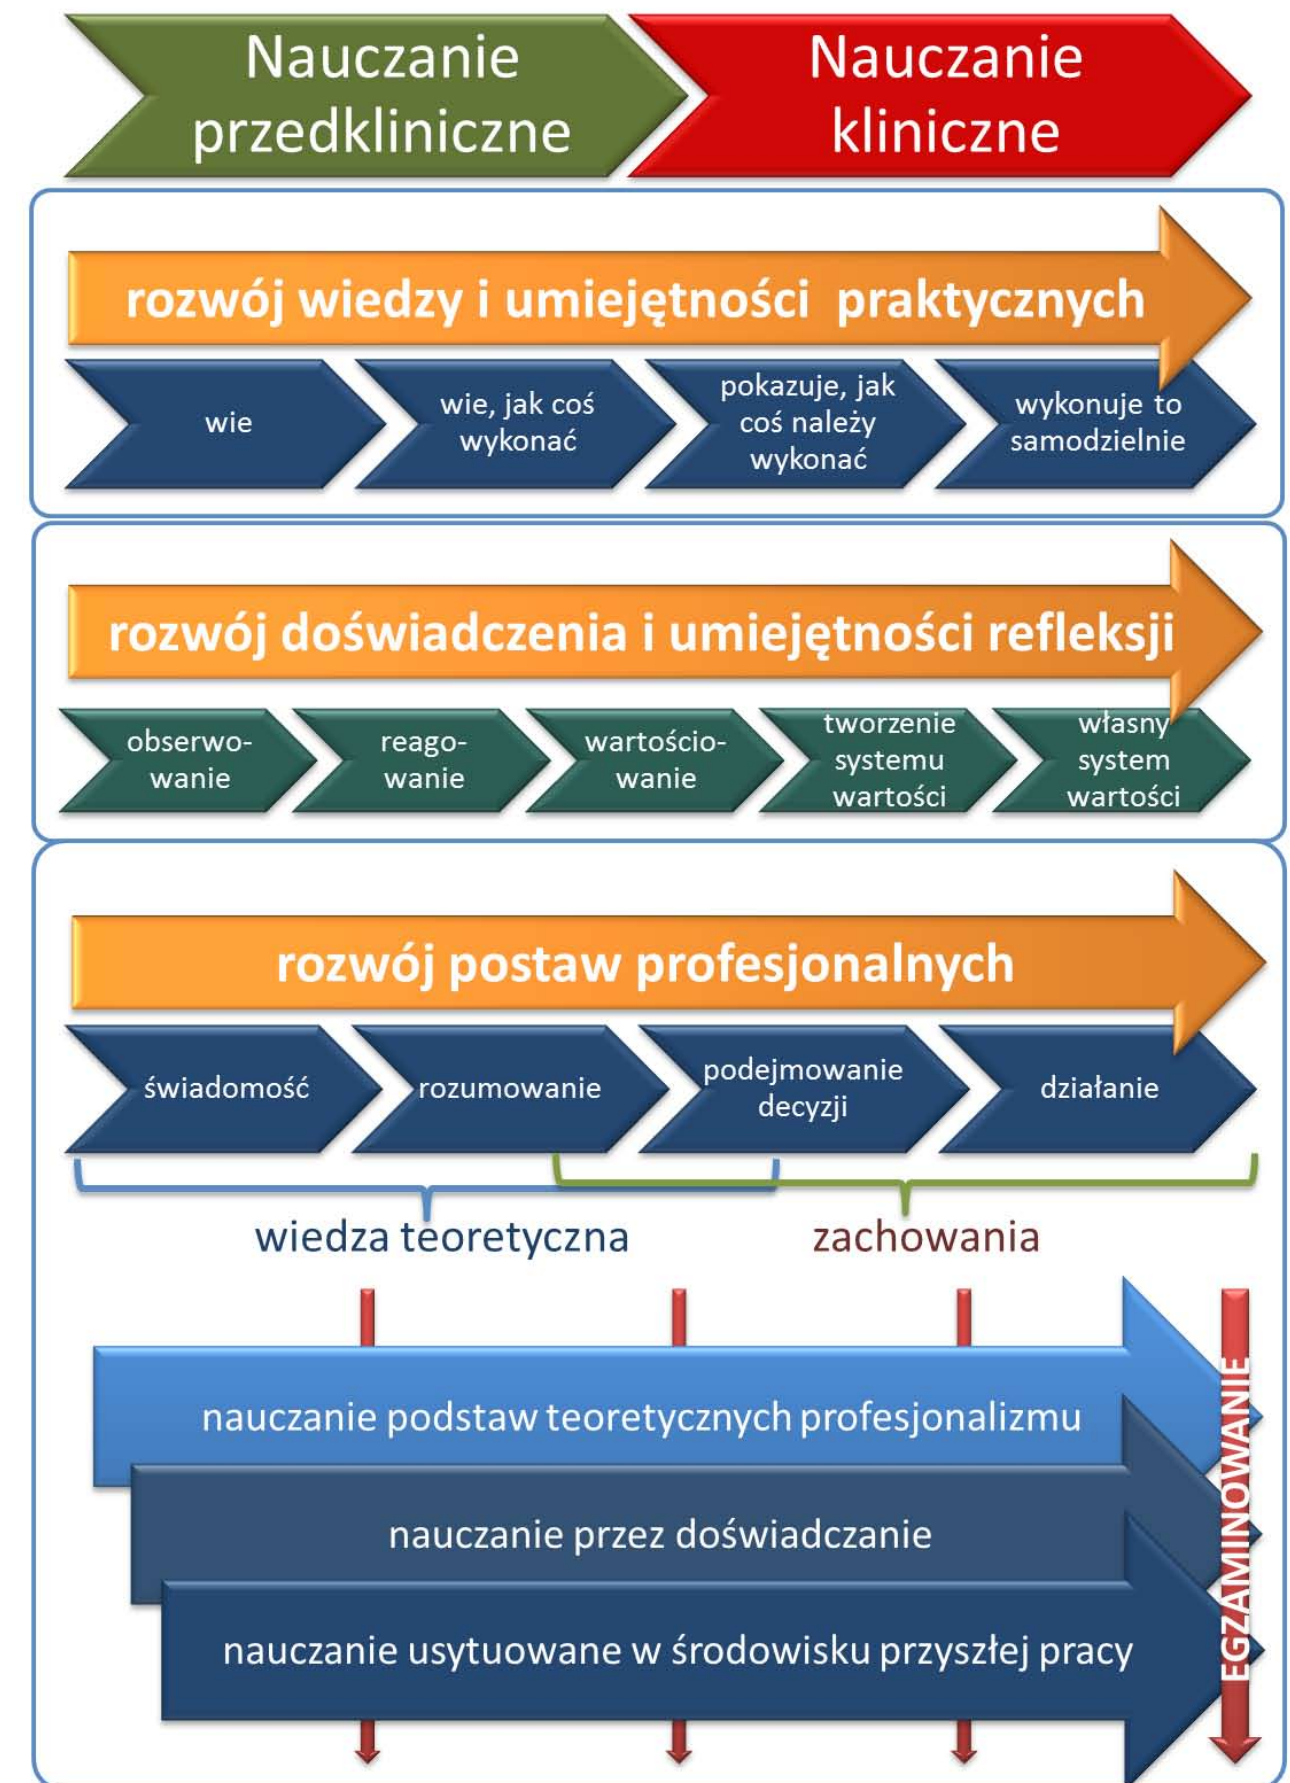 Nauczanie
przedkliniczne
Nauczanie
kliniczne
rozwój wiedzy i umiejętności praktycznych
wie
wie, jak coś
wykonać
pokazuje, jak
coś należy
wykonać
wykonuje to
samodzielnie
rozwój doświadczenia i umiejętności refleksji
obserwo-
wanie
reago-
wanie
wartościo-
wanie
tworzenie
systemu
wartości
własny
system
wartości
rozwój postaw profesjonalnych
świadomość
rozumowanie
podejmowanie
decyzji
działanie
wiedza teoretyczna
zachowania
nauczanie podstaw teoretycznych profesjonalizmu
nauczanie przez doświadczanie
nauczanie usytuowane w środowisku przyszłej pracy
EGZAMINOWANIE